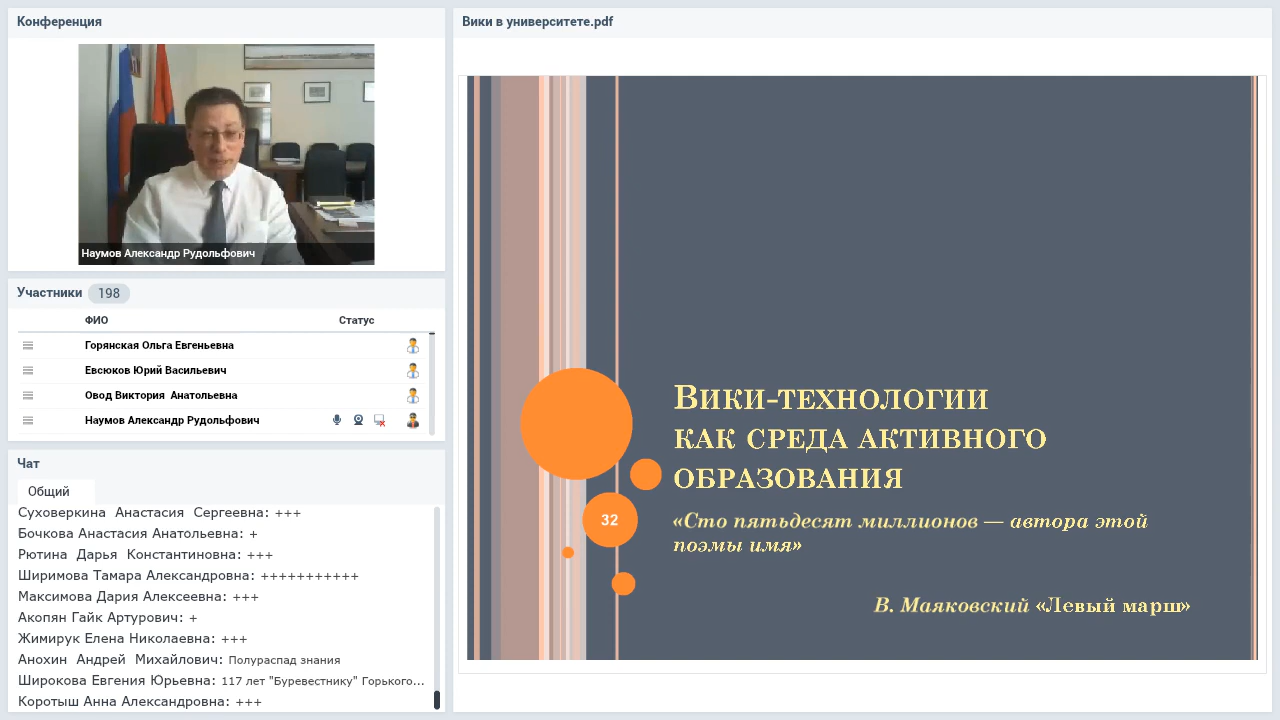 Конференция
Наумов Александр Рудольфович
Участники 198
ФИО Статус
Горянская Ольга Евгеньевна
Евсюков Юрий Васильевич
Овод Виктория Анатольевна
Наумов Александр Рудольфович
Чат
Общий
Суховеркина Анастасия Сергеевна: +++
Бочкова Анастасия Анатольевна: +
Рютина Дарья Константиновна: +++
Ширимова Тамара Александровна: +++++++++++
Максимова Дария Алексеевна: +++
Акопян Гайк Артурович: +
Жимирук Елена Николаевна: +++
Анохин Андрей Михайлович: Полураспад знания
Широкова Евгения Юрьевна: 117 лет "Буревестнику" Горького...
Коротыш Анна Александровна: +++
Вики в университете.pdf
Вики-технологии
как среда активного
образования
32
«Сто пятьдесят миллионов — автора этой
поэмы имя»
В. Маяковский «Левый марш»